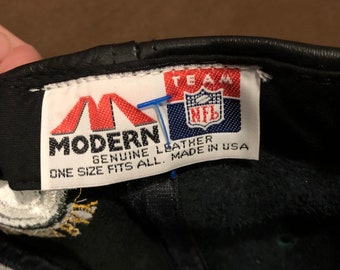 TEAM
NFL
MODERN
GENUINE LEATHER
ONE SIZE FITS ALL. MADE IN USA